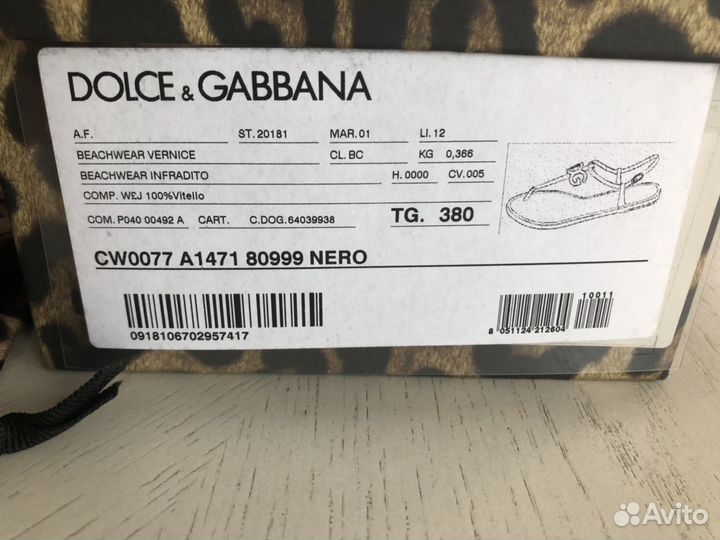 DOLCE & GABBANA
A.F. ST. 20181 MAR. 01 LI. 12
BEACHWEAR VERNICE CL. BC KG 0,366
BEACHWEAR INFRADITO H. 0000 CV. 005
COMP. W£J 100%Vitello
COM. P040 00492 A CART. C.DOG. 64039938 TG. 380
CW0077 A1471 80999 NERO
10011
0918106702957417
8 051124 212804
Avito